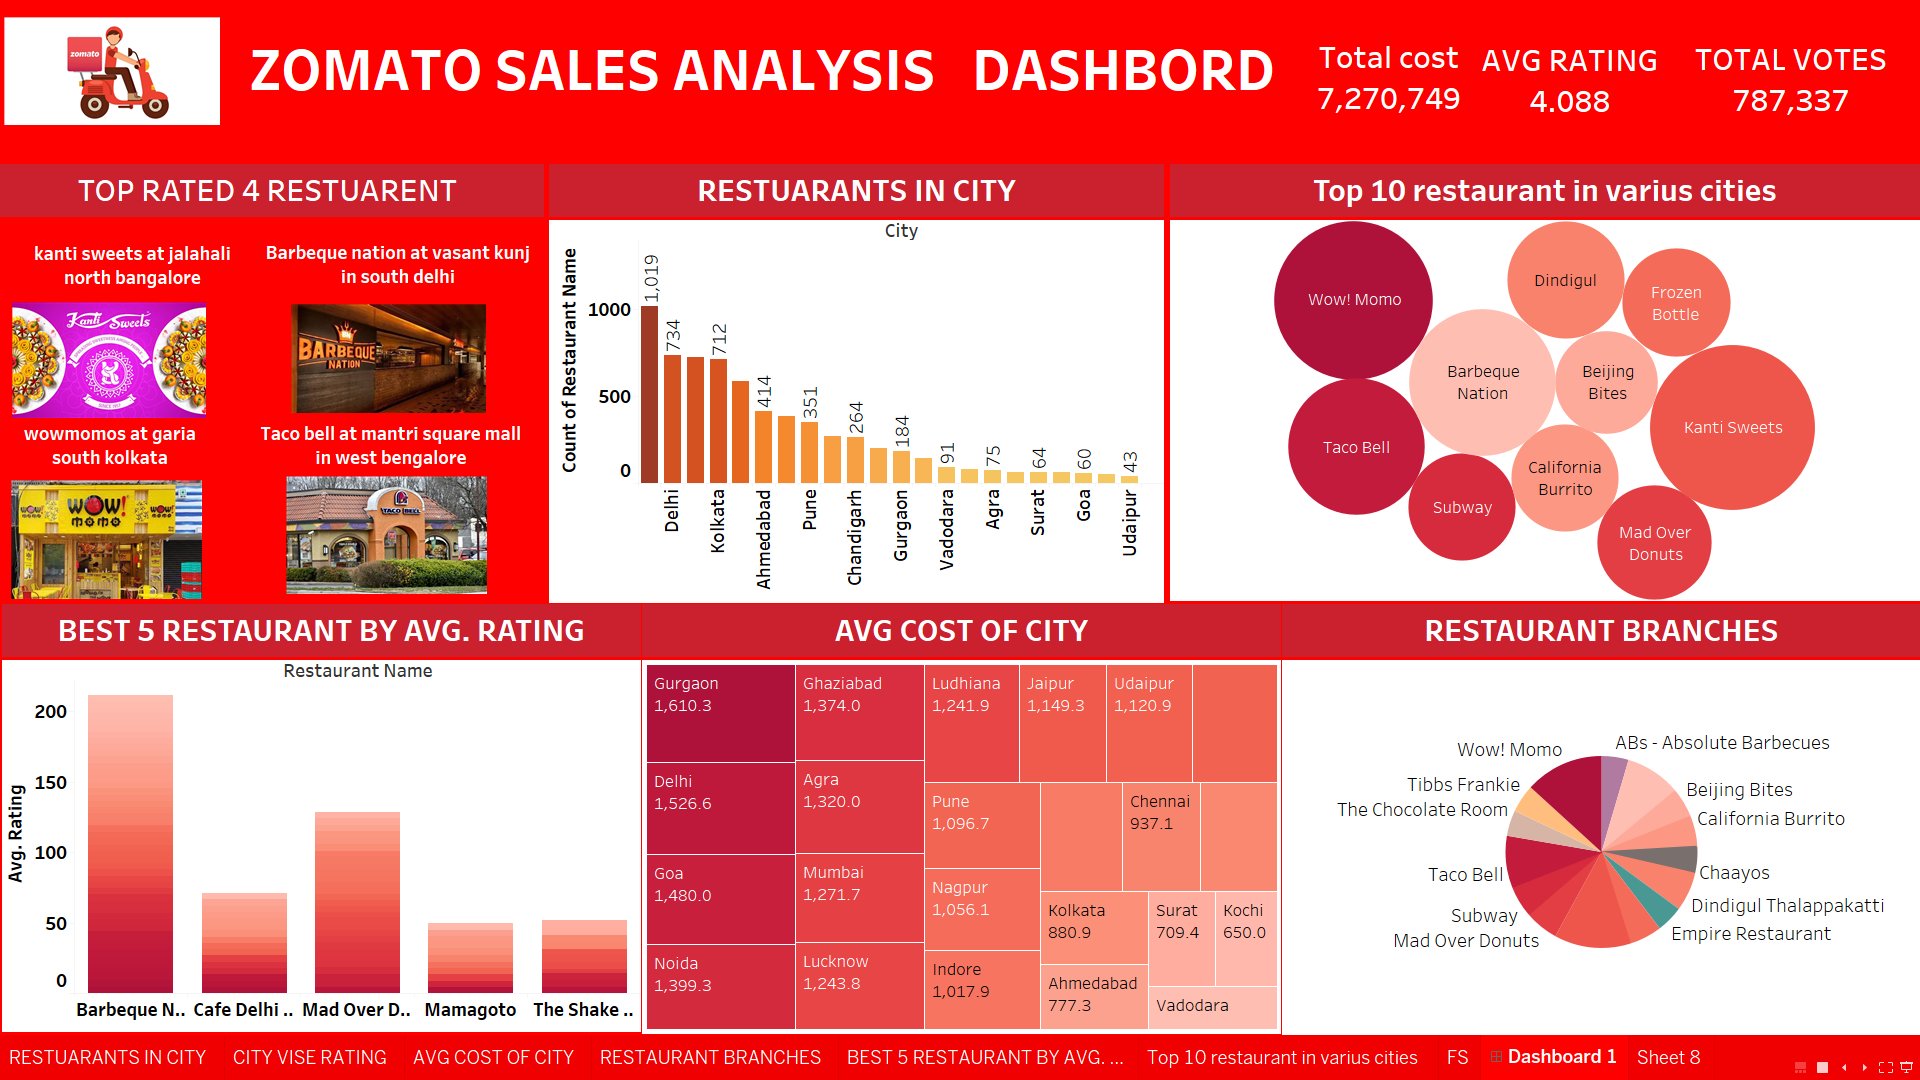 zomato
ZOMATO SALES ANALYSIS DASHBORD
Total cost
7,270,749
AVG RATING
4.088
TOTAL VOTES
787,337
TOP RATED 4 RESTUARENT
kanti sweets at jalahali
north bangalore
Barbeque nation at vasant kunj
in south delhi
Kanti Sweets
BARBEQUE
NATION
wowmomos at garia
south kolkata
Taco bell at mantri square mall
in west bengalore
WOW!
MOMO
TACO BELL
RESTUARANTS IN CITY
City
Count of Restaurant Name
1000
500
0
1,019
734
712
414
351
264
184
91
75
64
60
43
Delhi
Kolkata
Ahmedabad
Pune
Chandigarh
Gurgaon
Vadodara
Agra
Surat
Goa
Udaipur
Top 10 restaurant in varius cities
Wow! Momo
Dindigul
Frozen
Bottle
Barbeque
Nation
Beijing
Bites
Kanti Sweets
Taco Bell
California
Burrito
Subway
Mad Over
Donuts
BEST 5 RESTAURANT BY AVG. RATING
Restaurant Name
Avg. Rating
200
150
100
50
0
Barbeque N..
Cafe Delhi ..
Mad Over D..
Mamagoto
The Shake ..
AVG COST OF CITY
Gurgaon
1,610.3
Delhi
1,526.6
Goa
1,480.0
Noida
1,399.3
Ghaziabad
1,374.0
Agra
1,320.0
Mumbai
1,271.7
Lucknow
1,243.8
Ludhiana
1,241.9
Jaipur
1,149.3
Udaipur
1,120.9
Pune
1,096.7
Nagpur
1,056.1
Indore
1,017.9
Chennai
937.1
Kolkata
880.9
Ahmedabad
777.3
Surat
709.4
Kochi
650.0
Vadodara
RESTAURANT BRANCHES
Wow! Momo
Tibbs Frankie
The Chocolate Room
Taco Bell
Subway
Mad Over Donuts
ABs - Absolute Barbecues
Beijing Bites
California Burrito
Chaayos
Dindigul Thalappakatti
Empire Restaurant
RESTUARANTS IN CITY
CITY VISE RATING
AVG COST OF CITY
RESTAURANT BRANCHES
BEST 5 RESTAURANT BY AVG. ...
Top 10 restaurant in varius cities
FS
Dashboard 1
Sheet 8